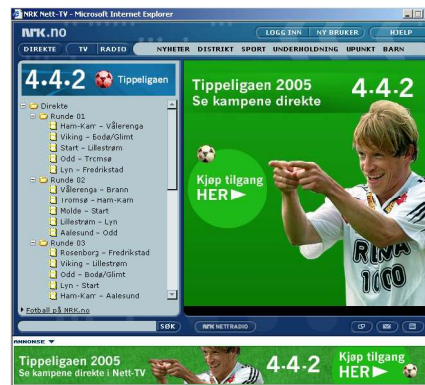 NRK Nett-TV - Microsoft Internet Explorer
NRK.NO
LOGG INN NY BRUKER HJELP
DIREKTE TV RADIO NYHETER DISTRIKT SPORT UNDERHOLDNING UPUNKT BARN
4.4.2 Tippeligaen
Direkte
Runde 01
Ham-Kam - Vålerenga
Viking - Bodø/Glimt
Start - Lillestrøm
Odd - Tromsø
Lyn - Fredrikstad
Runde 02
Vålerenga - Brann
Tromsø - Ham-Kam
Molde - Start
Lillestrøm - Lyn
Aalesund - Odd
Runde 03
Rosenborg - Fredrikstad
Viking - Lillestrøm
Odd - Bodø/Glimt
Lyn - Start
Ham-Kam - Aalesund
Fotball på NRK.no
SØK
Tippeligaen 2005
Se kampene direkte
4.4.2
Kjøp tilgang
HER
REMA
1000
NRK NETTRADIO
ANNONSE
Tippeligaen 2005
Se kampene direkte i Nett-TV
4.4.2
Kjøp tilgang
HER